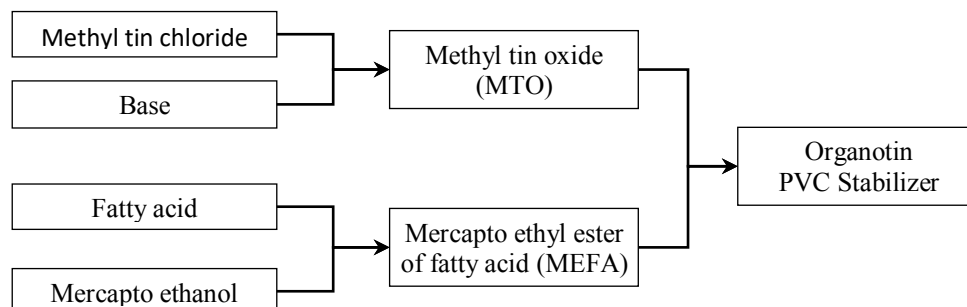 Methyl tin chloride
Base
Methyl tin oxide
(MTO)
Fatty acid
Mercapto ethanol
Mercapto ethyl ester
of fatty acid (MEFA)
Organotin
PVC Stabilizer